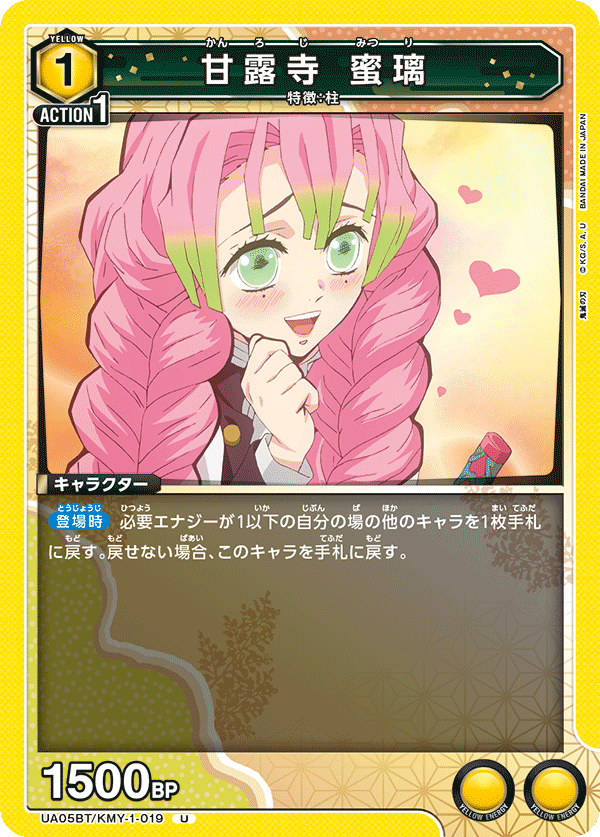 YELLOW
1
ACTION 1
かんろじ みつり
甘露寺 蜜璃
特徴:柱
BANDAI MADE IN JAPAN
© KG/S, A, U
鬼滅の刃
キャラクター
とうじょうじ ひつよう いか じぶん ば ほか まい てふだ
登場時 必要エナジーが1以下の自分の場の他のキャラを1枚手札
もど もど ばあい てふだ もど
に戻す。戻せない場合、このキャラを手札に戻す。
1500BP
YELLOW ENERGY YELLOW ENERGY
UA05BT/KMY-1-019 U